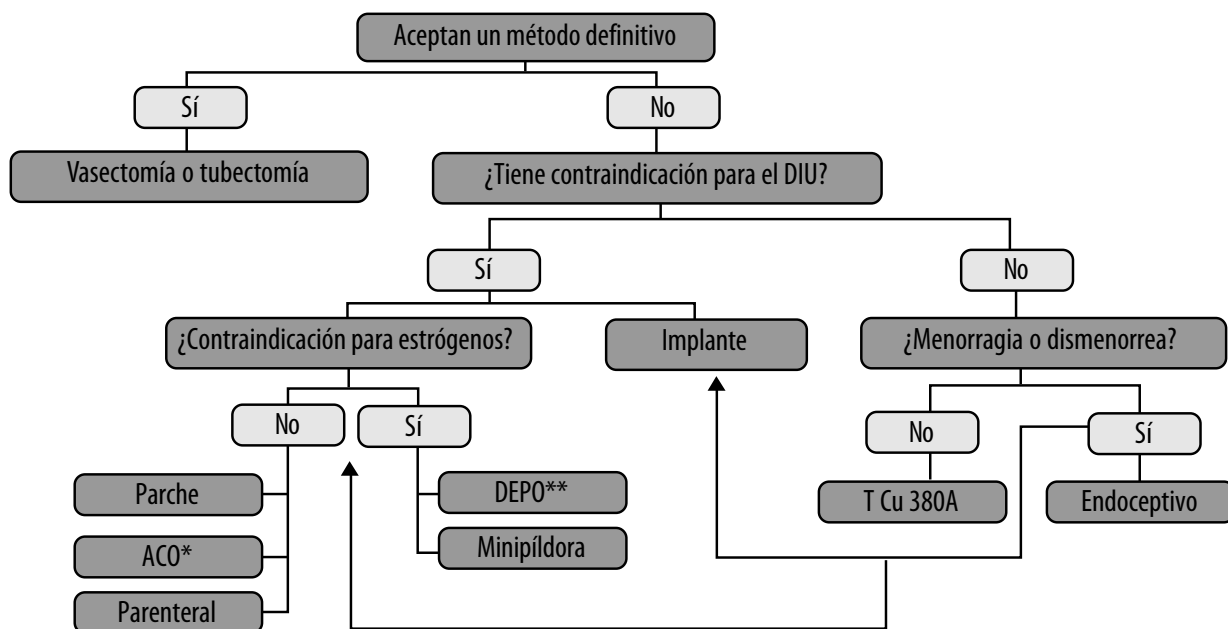 Aceptan un método definitivo
Sí
No
Vasectomía o tubectomía
¿Tiene contraindicación para el DIU?
Sí
No
¿Contraindicación para estrógenos?
Implante
¿Menorragia o dismenorrea?
No
Sí
No
Sí
Parche
DEPO**
T Cu 380A
Endoceptivo
ACO*
Minipíldora
Parenteral